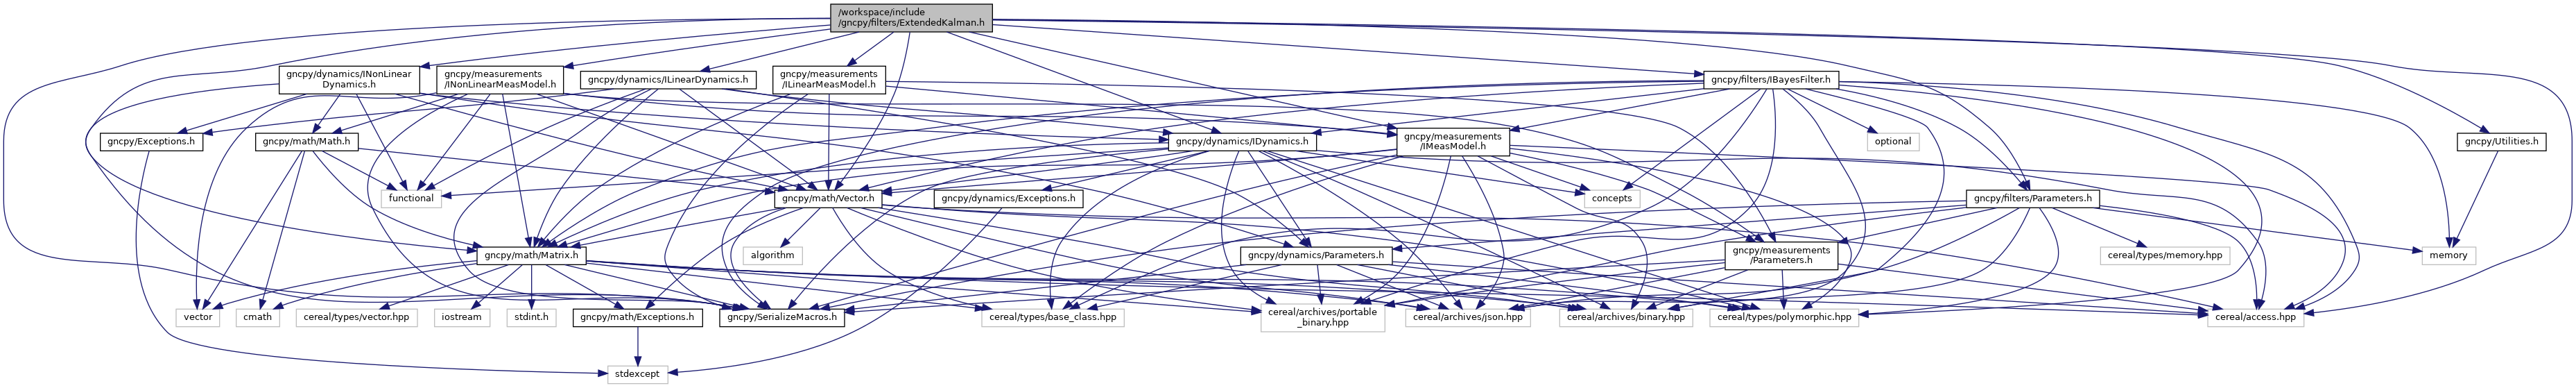 /workspace/include
/gncpy/filters/ExtendedKalman.h
gncpy/dynamics/INonLinear
Dynamics.h
gncpy/measurements
/INonLinearMeasModel.h
gncpy/dynamics/ILinearDynamics.h
gncpy/measurements
/ILinearMeasModel.h
gncpy/filters/IBayesFilter.h
gncpy/Exceptions.h
gncpy/math/Math.h
gncpy/dynamics/IDynamics.h
gncpy/measurements
/IMeasModel.h
optional
gncpy/Utilities.h
functional
gncpy/math/Vector.h
gncpy/dynamics/Exceptions.h
concepts
gncpy/filters/Parameters.h
gncpy/math/Matrix.h
algorithm
gncpy/dynamics/Parameters.h
gncpy/measurements
/Parameters.h
cereal/types/memory.hpp
memory
vector
cmath
cereal/types/vector.hpp
iostream
stdint.h
gncpy/math/Exceptions.h
gncpy/SerializeMacros.h
cereal/types/base_class.hpp
cereal/archives/portable
_binary.hpp
cereal/archives/json.hpp
cereal/archives/binary.hpp
cereal/types/polymorphic.hpp
cereal/access.hpp
stdexcept